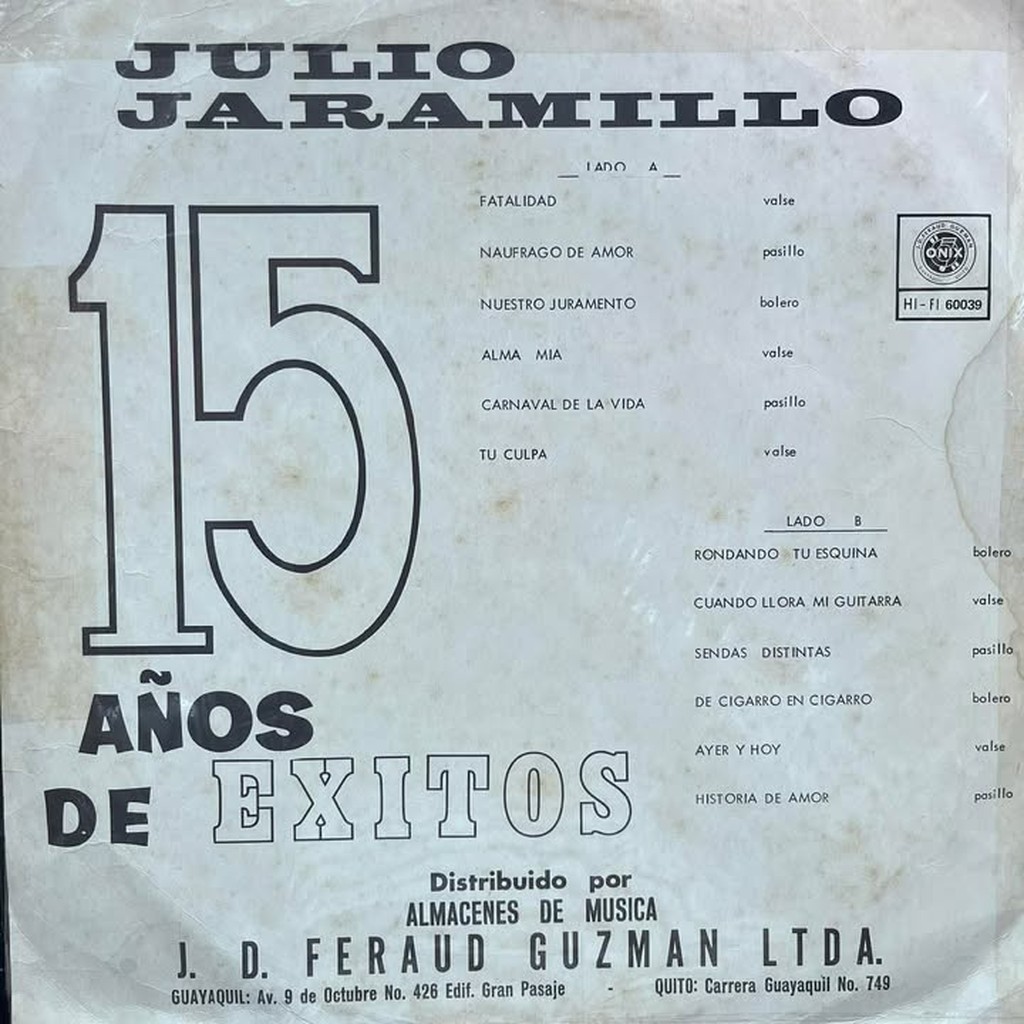 JULIO
JARAMILLO
LADO A
FATALIDAD valse
NAUFRAGO DE AMOR pasillo
NUESTRO JURAMENTO bolero
ALMA MIA valse
CARNAVAL DE LA VIDA pasillo
TU CULPA valse
ONIX
HI-FI 60039
15
AÑOS
DE EXITOS
LADO B
RONDANDO TU ESQUINA bolero
CUANDO LLORA MI GUITARRA valse
SENDAS DISTINTAS pasillo
DE CIGARRO EN CIGARRO bolero
AYER Y HOY valse
HISTORIA DE AMOR pasillo
Distribuido por
ALMACENES DE MUSICA
J. D. FERAUD GUZMAN LTDA.
GUAYAQUIL: Av. 9 de Octubre No. 426 Edif. Gran Pasaje - QUITO: Carrera Guayaquil No. 749